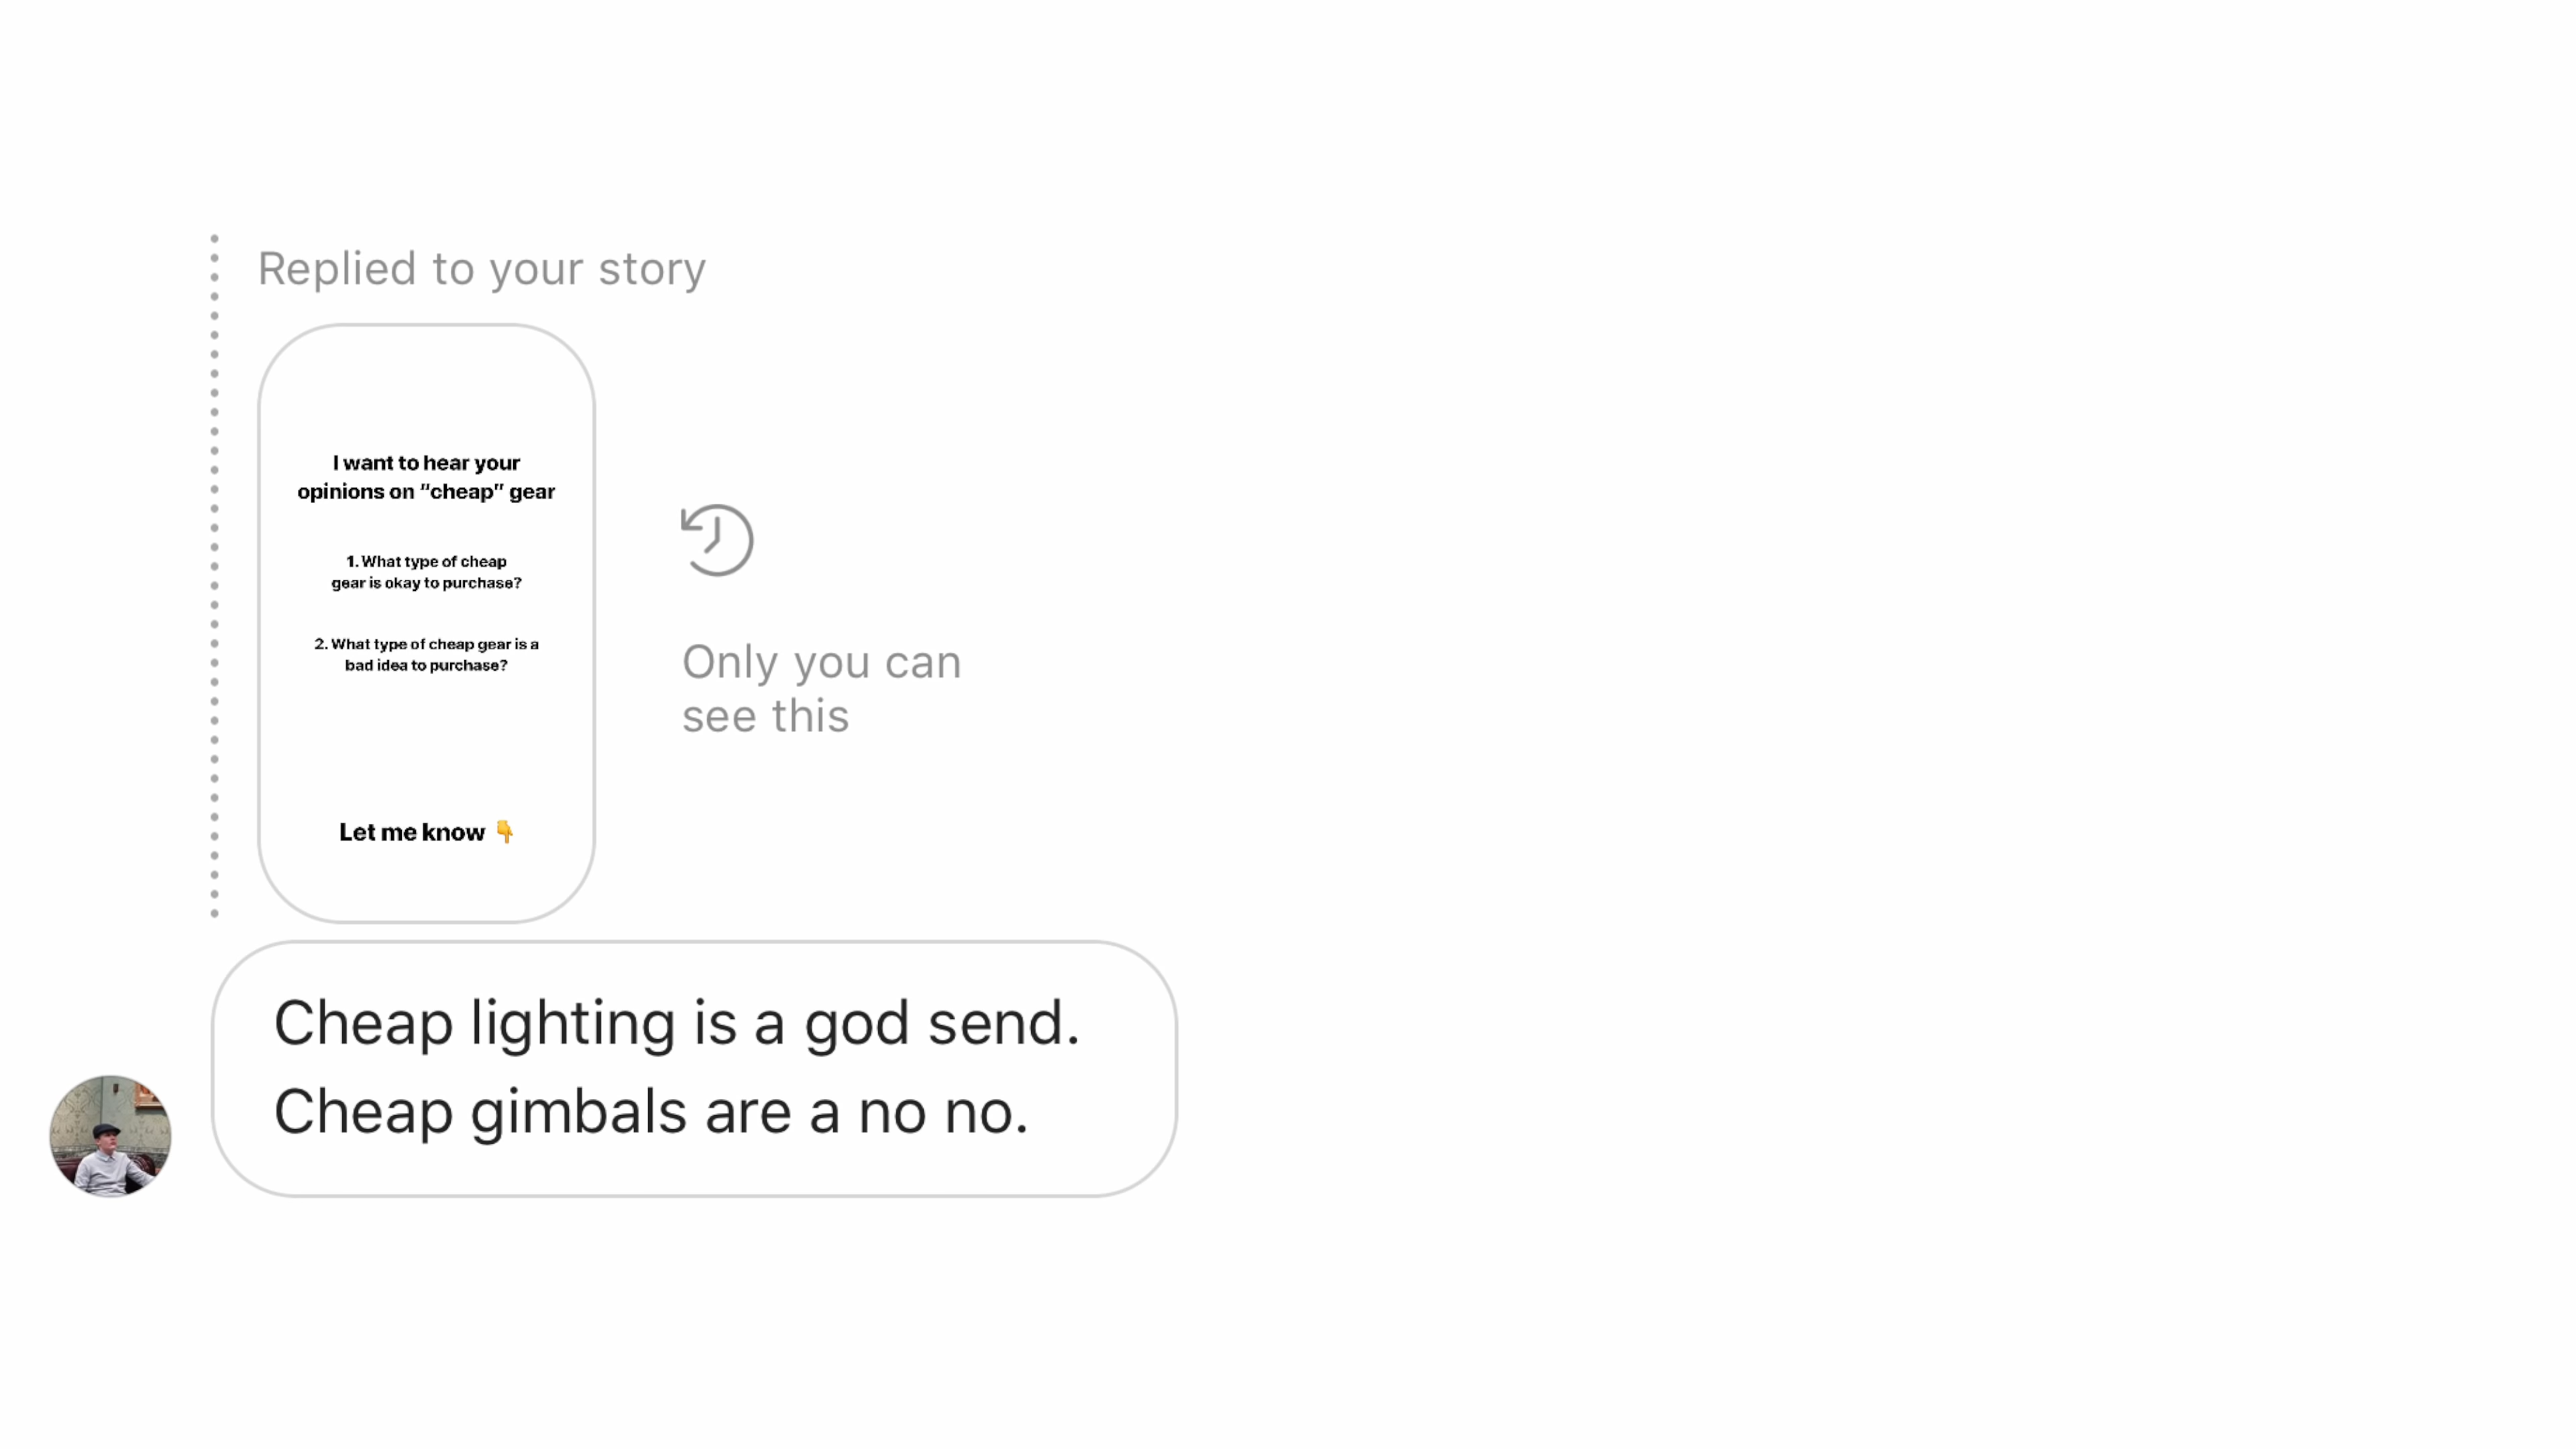 Replied to your story
I want to hear your
opinions on "cheap" gear
1. What type of cheap
gear is okay to purchase?
2. What type of cheap gear is a
bad idea to purchase?
Let me know 👇
Only you can
see this
Cheap lighting is a god send.
Cheap gimbals are a no no.